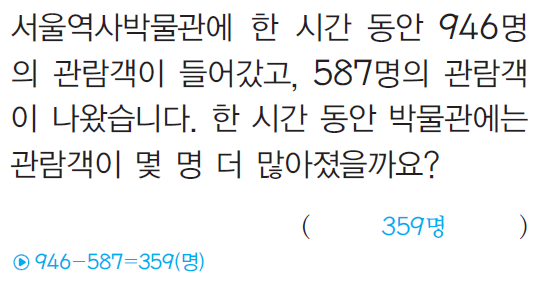 서울역사박물관에 한 시간 동안 946명
의 관람객이 들어갔고, 587명의 관람객
이 나왔습니다. 한 시간 동안 박물관에는
관람객이 몇 명 더 많아졌을까요?
( 359명 )
▶ 946-587=359(명)